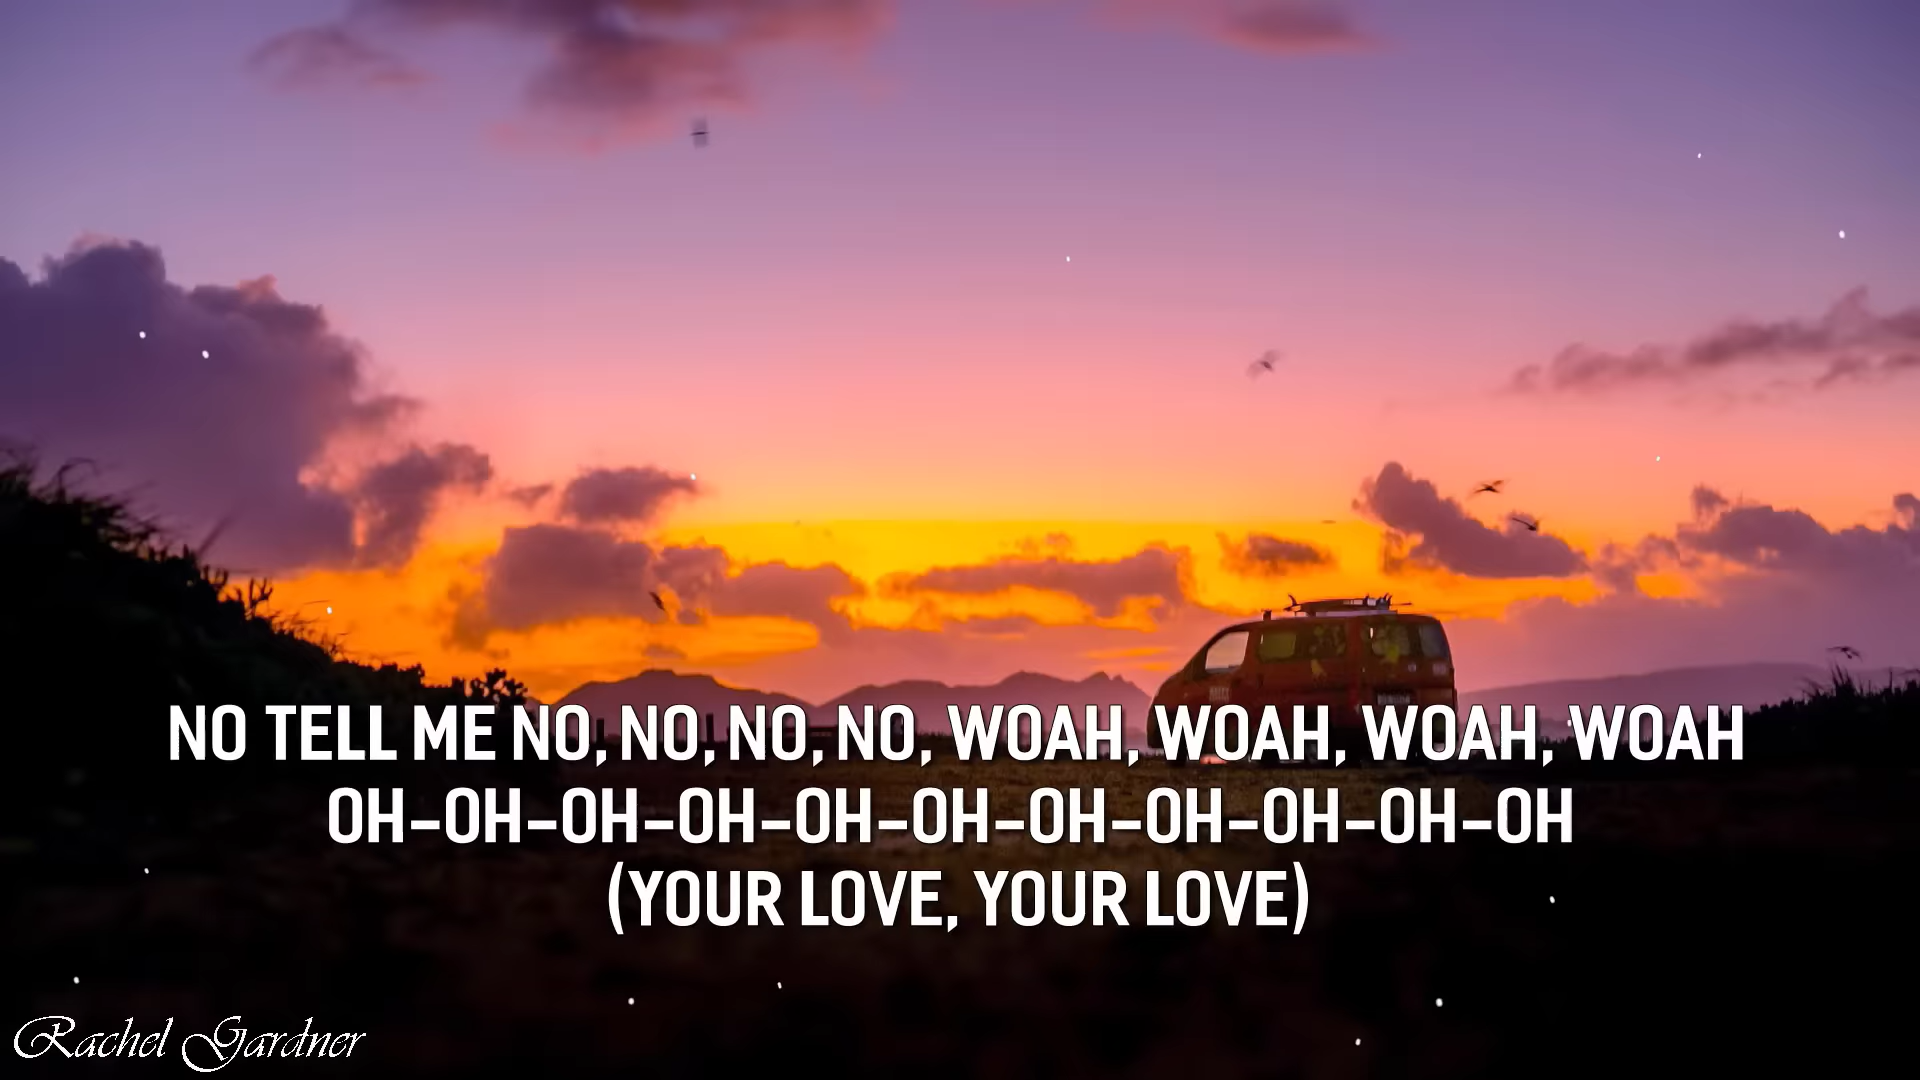 NO TELL ME NO, NO, NO, NO, WOAH, WOAH, WOAH, WOAH
OH-OH-OH-OH-OH-OH-OH-OH-OH-OH-OH
(YOUR LOVE, YOUR LOVE)
Rachel Gardner